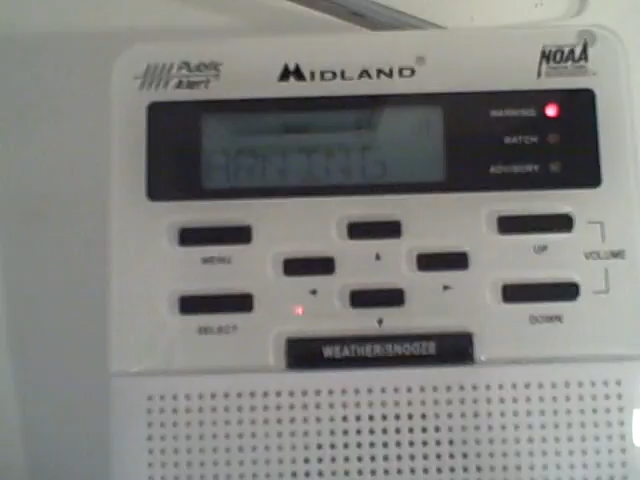 Public Alert
MIDLAND
NOAA
WARNING
WATCH
ADVISORY
MENU
SELECT
UP
VOLUME
DOWN
WEATHER/SNOOZE